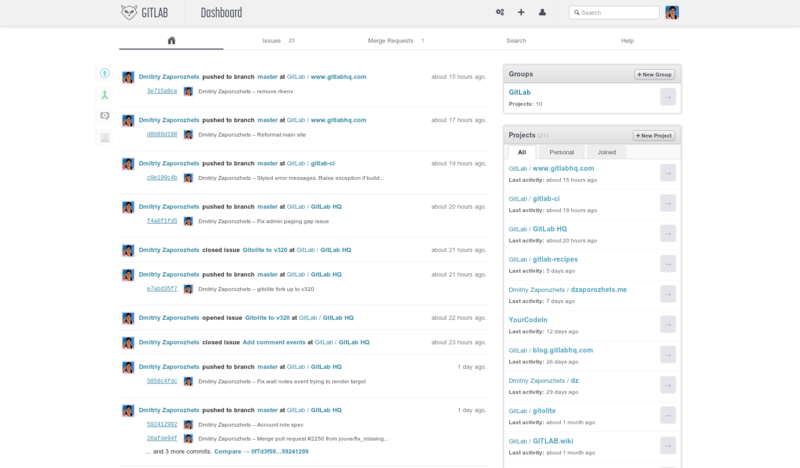 GITLAB Dashboard Search
Issues 23 Merge Requests 1 Search Help
Dmitriy Zaporozhets pushed to branch master at GitLab / www.gitlabhq.com about 15 hours ago.
3e715a0ce Dmitriy Zaporozhets – remove rbenv
Dmitriy Zaporozhets pushed to branch master at GitLab / www.gitlabhq.com about 17 hours ago.
Dmitriy Zaporozhets – Reformat main site
Dmitriy Zaporozhets pushed to branch master at GitLab / gitlab-ci about 19 hours ago.
c0e199c4b Dmitriy Zaporozhets – Styled error messages. Raise exception if build...
Dmitriy Zaporozhets pushed to branch master at GitLab / GitLab HQ about 20 hours ago.
f4a6f1fd5 Dmitriy Zaporozhets – Fix admin paging gap issue
Dmitriy Zaporozhets closed issue Gitolite to v320 at GitLab / GitLab HQ about 21 hours ago.
Dmitriy Zaporozhets pushed to branch master at GitLab / GitLab HQ about 21 hours ago.
e7abd35f7 Dmitriy Zaporozhets – gitolite fork up to v320
Dmitriy Zaporozhets opened issue Gitolite to v320 at GitLab / GitLab HQ about 22 hours ago.
Dmitriy Zaporozhets closed issue Add comment events at GitLab / GitLab HQ about 23 hours ago.
Dmitriy Zaporozhets pushed to branch master at GitLab / GitLab HQ 1 day ago.
5058c4fdc Dmitriy Zaporozhets – Fix wall notes event trying to render target
Dmitriy Zaporozhets pushed to branch master at GitLab / GitLab HQ 1 day ago.
592412992 Dmitriy Zaporozhets – Account role spec
26afde94f Dmitriy Zaporozhets – Merge pull request #2250 from jouve/fix_missing...
... and 3 more commits. Compare → 0f7d3f59...59241299
Groups + New Group
GitLab
Projects: 10
Projects (21) + New Project
All Personal Joined
GitLab / www.gitlabhq.com
Last activity: about 15 hours ago
GitLab / gitlab-ci
Last activity: about 19 hours ago
GitLab / GitLab HQ
Last activity: about 20 hours ago
GitLab / gitlab-recipes
Last activity: 3 days ago
Dmitriy Zaporozhets / dzaporozhets.me
Last activity: 7 days ago
YourCodeIn
Last activity: 12 days ago
GitLab / blog.gitlabhq.com
Last activity: 26 days ago
Dmitriy Zaporozhets / dz
Last activity: 29 days ago
GitLab / gitolite
Last activity: about 1 month ago
GitLab / GITLAB.wiki
Last activity: about 1 month ago